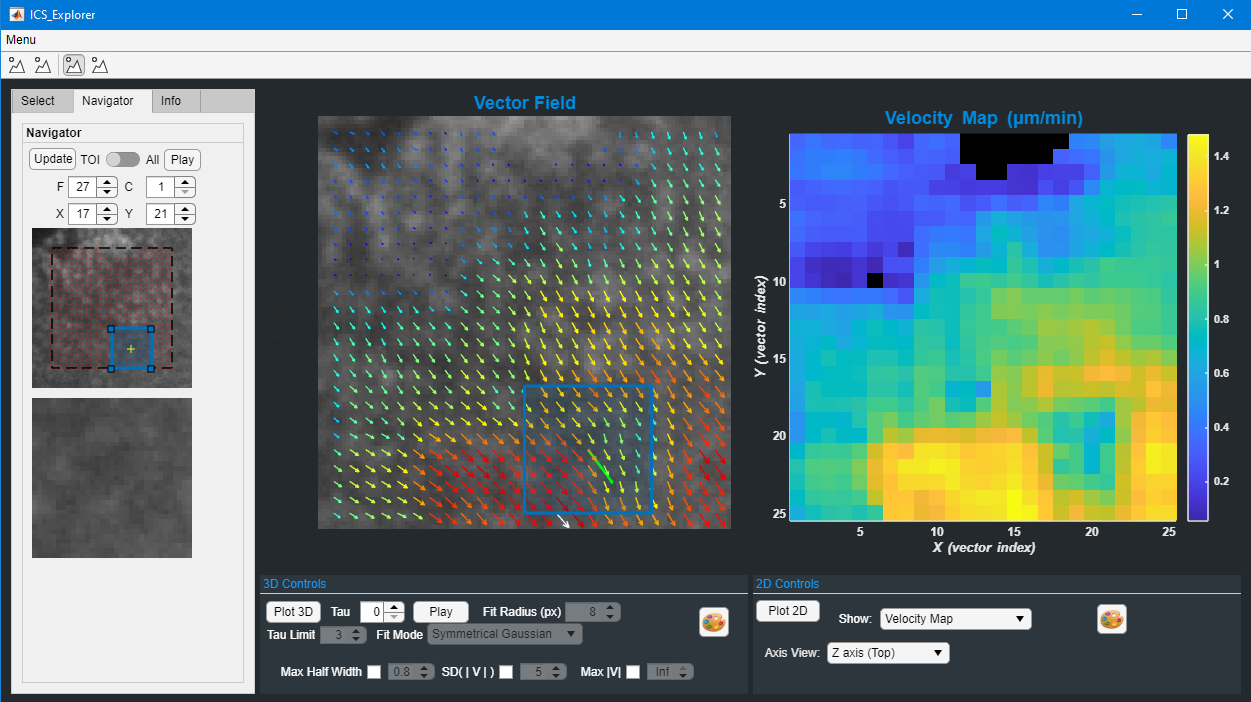 ICS_Explorer
Menu
Select Navigator Info
Navigator
Update TOI All Play
F 27 C 1
X 17 Y 21
Vector Field
Velocity Map (µm/min)
5
10
15
20
25
Y (vector index)
5 10 15 20 25
X (vector index)
1.4
1.2
1
0.8
0.6
0.4
0.2
3D Controls
Plot 3D Tau 0 Play Fit Radius (px) 8
Tau Limit 3 Fit Mode Symmetrical Gaussian
Max Half Width 0.8 SD( | V | ) 5 Max |V| Inf
2D Controls
Plot 2D Show: Velocity Map
Axis View: Z axis (Top)